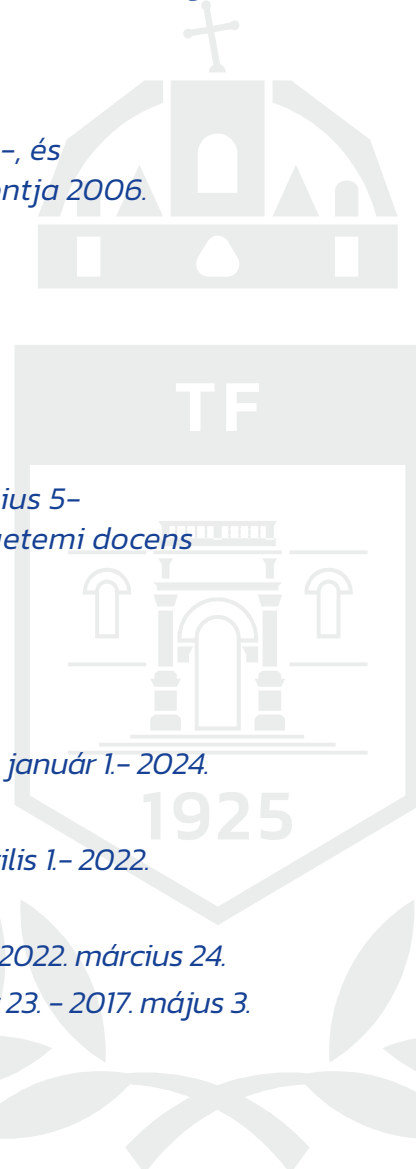 -, és
ntja 2006.
TF
ius 5-
etemi docens
január 1.- 2024.
1925
ilis 1.- 2022.
2022. március 24.
23. - 2017. május 3.